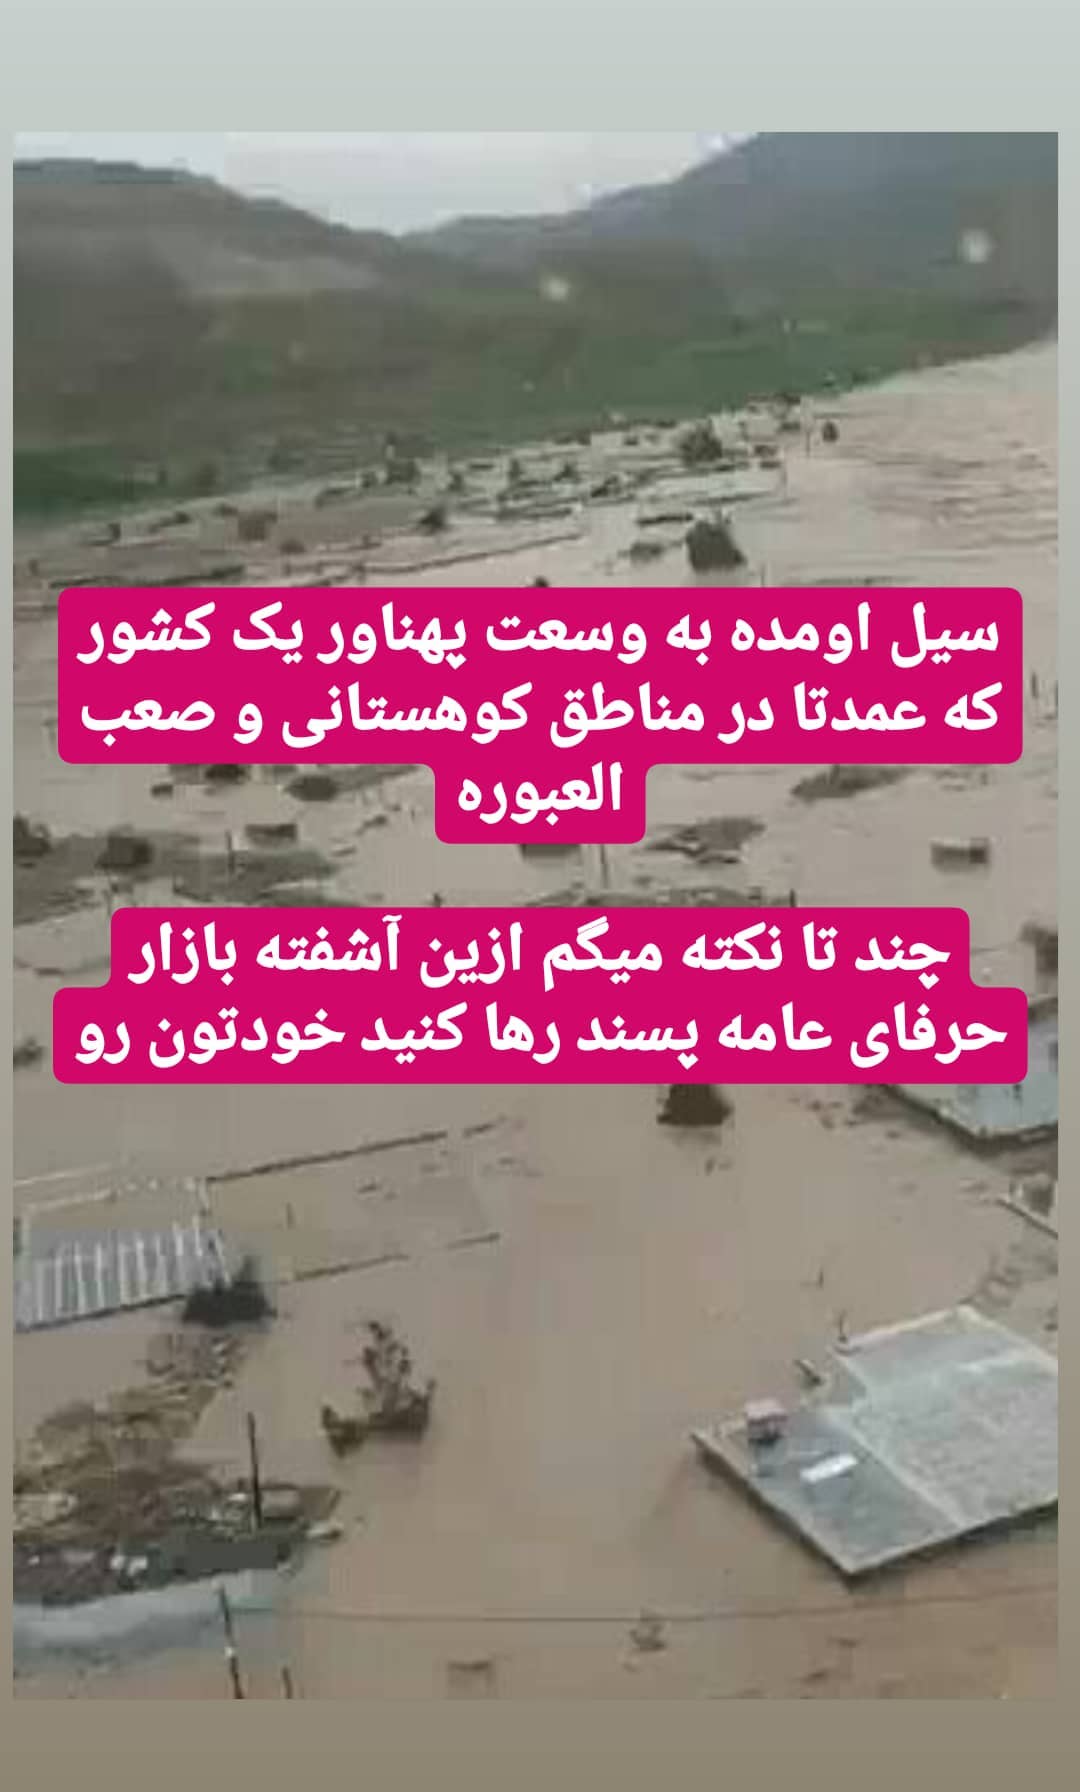 سیل اومده به وسعت پهناور یک کشور
که عمدتا در مناطق کوهستانی و صعب
العبوره
چند تا نکته میگم ازین آشفته بازار
حرفای عامه پسند رها کنید خودتون رو